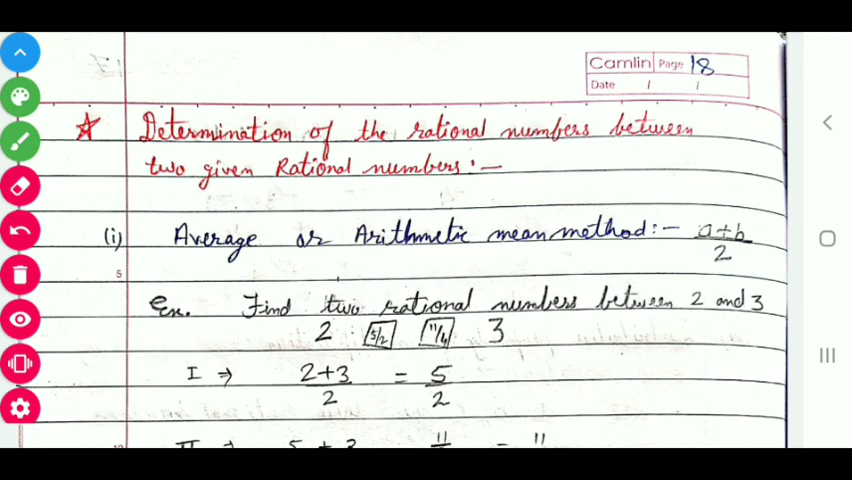 Camlin Page 18
Date / /
☆ Determination of the rational numbers between
two given Rational numbers:-
(i) Average or Arithmetic mean method:- a+b/2
5
Ex. Find two rational numbers between 2 and 3
2 5/2 11/4 3
I ⇒ 2+3/2 = 5/2